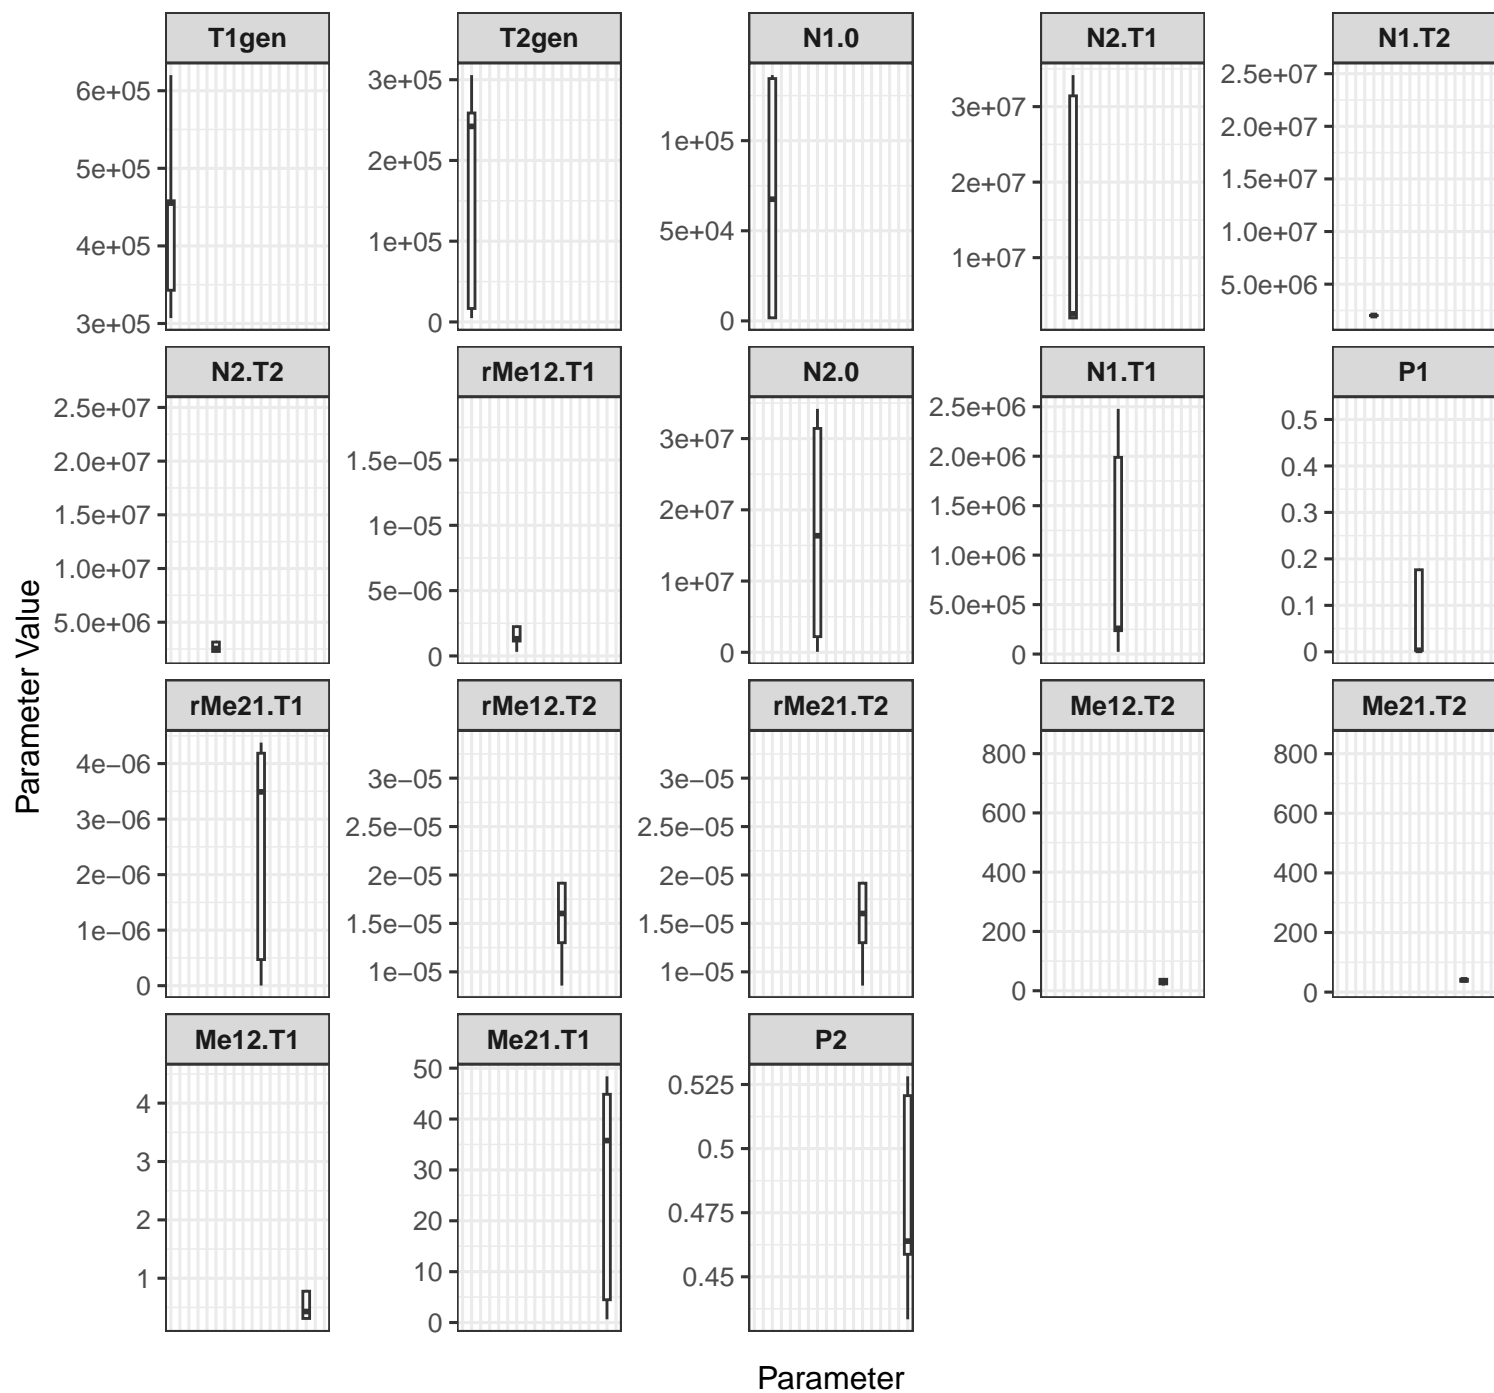 T1gen
T2gen
N1.0
N2.T1
N1.T2
6e+05
5e+05
4e+05
3e+05
3e+05
2e+05
1e+05
0
1e+05
5e+04
0
3e+07
2e+07
1e+07
2.5e+07
2.0e+07
1.5e+07
1.0e+07
5.0e+06
N2.T2
rMe12.T1
N2.0
N1.T1
P1
2.5e+07
2.0e+07
1.5e+07
1.0e+07
5.0e+06
1.5e−05
1e−05
5e−06
0
3e+07
2e+07
1e+07
0
2.5e+06
2.0e+06
1.5e+06
1.0e+06
5.0e+05
0
0.5
0.4
0.3
0.2
0.1
0
Parameter Value
rMe21.T1
rMe12.T2
rMe21.T2
Me12.T2
Me21.T2
4e−06
3e−06
2e−06
1e−06
0
3e−05
2.5e−05
2e−05
1.5e−05
1e−05
3e−05
2.5e−05
2e−05
1.5e−05
1e−05
800
600
400
200
0
800
600
400
200
0
Me12.T1
Me21.T1
P2
4
3
2
1
50
40
30
20
10
0
0.525
0.5
0.475
0.45
Parameter